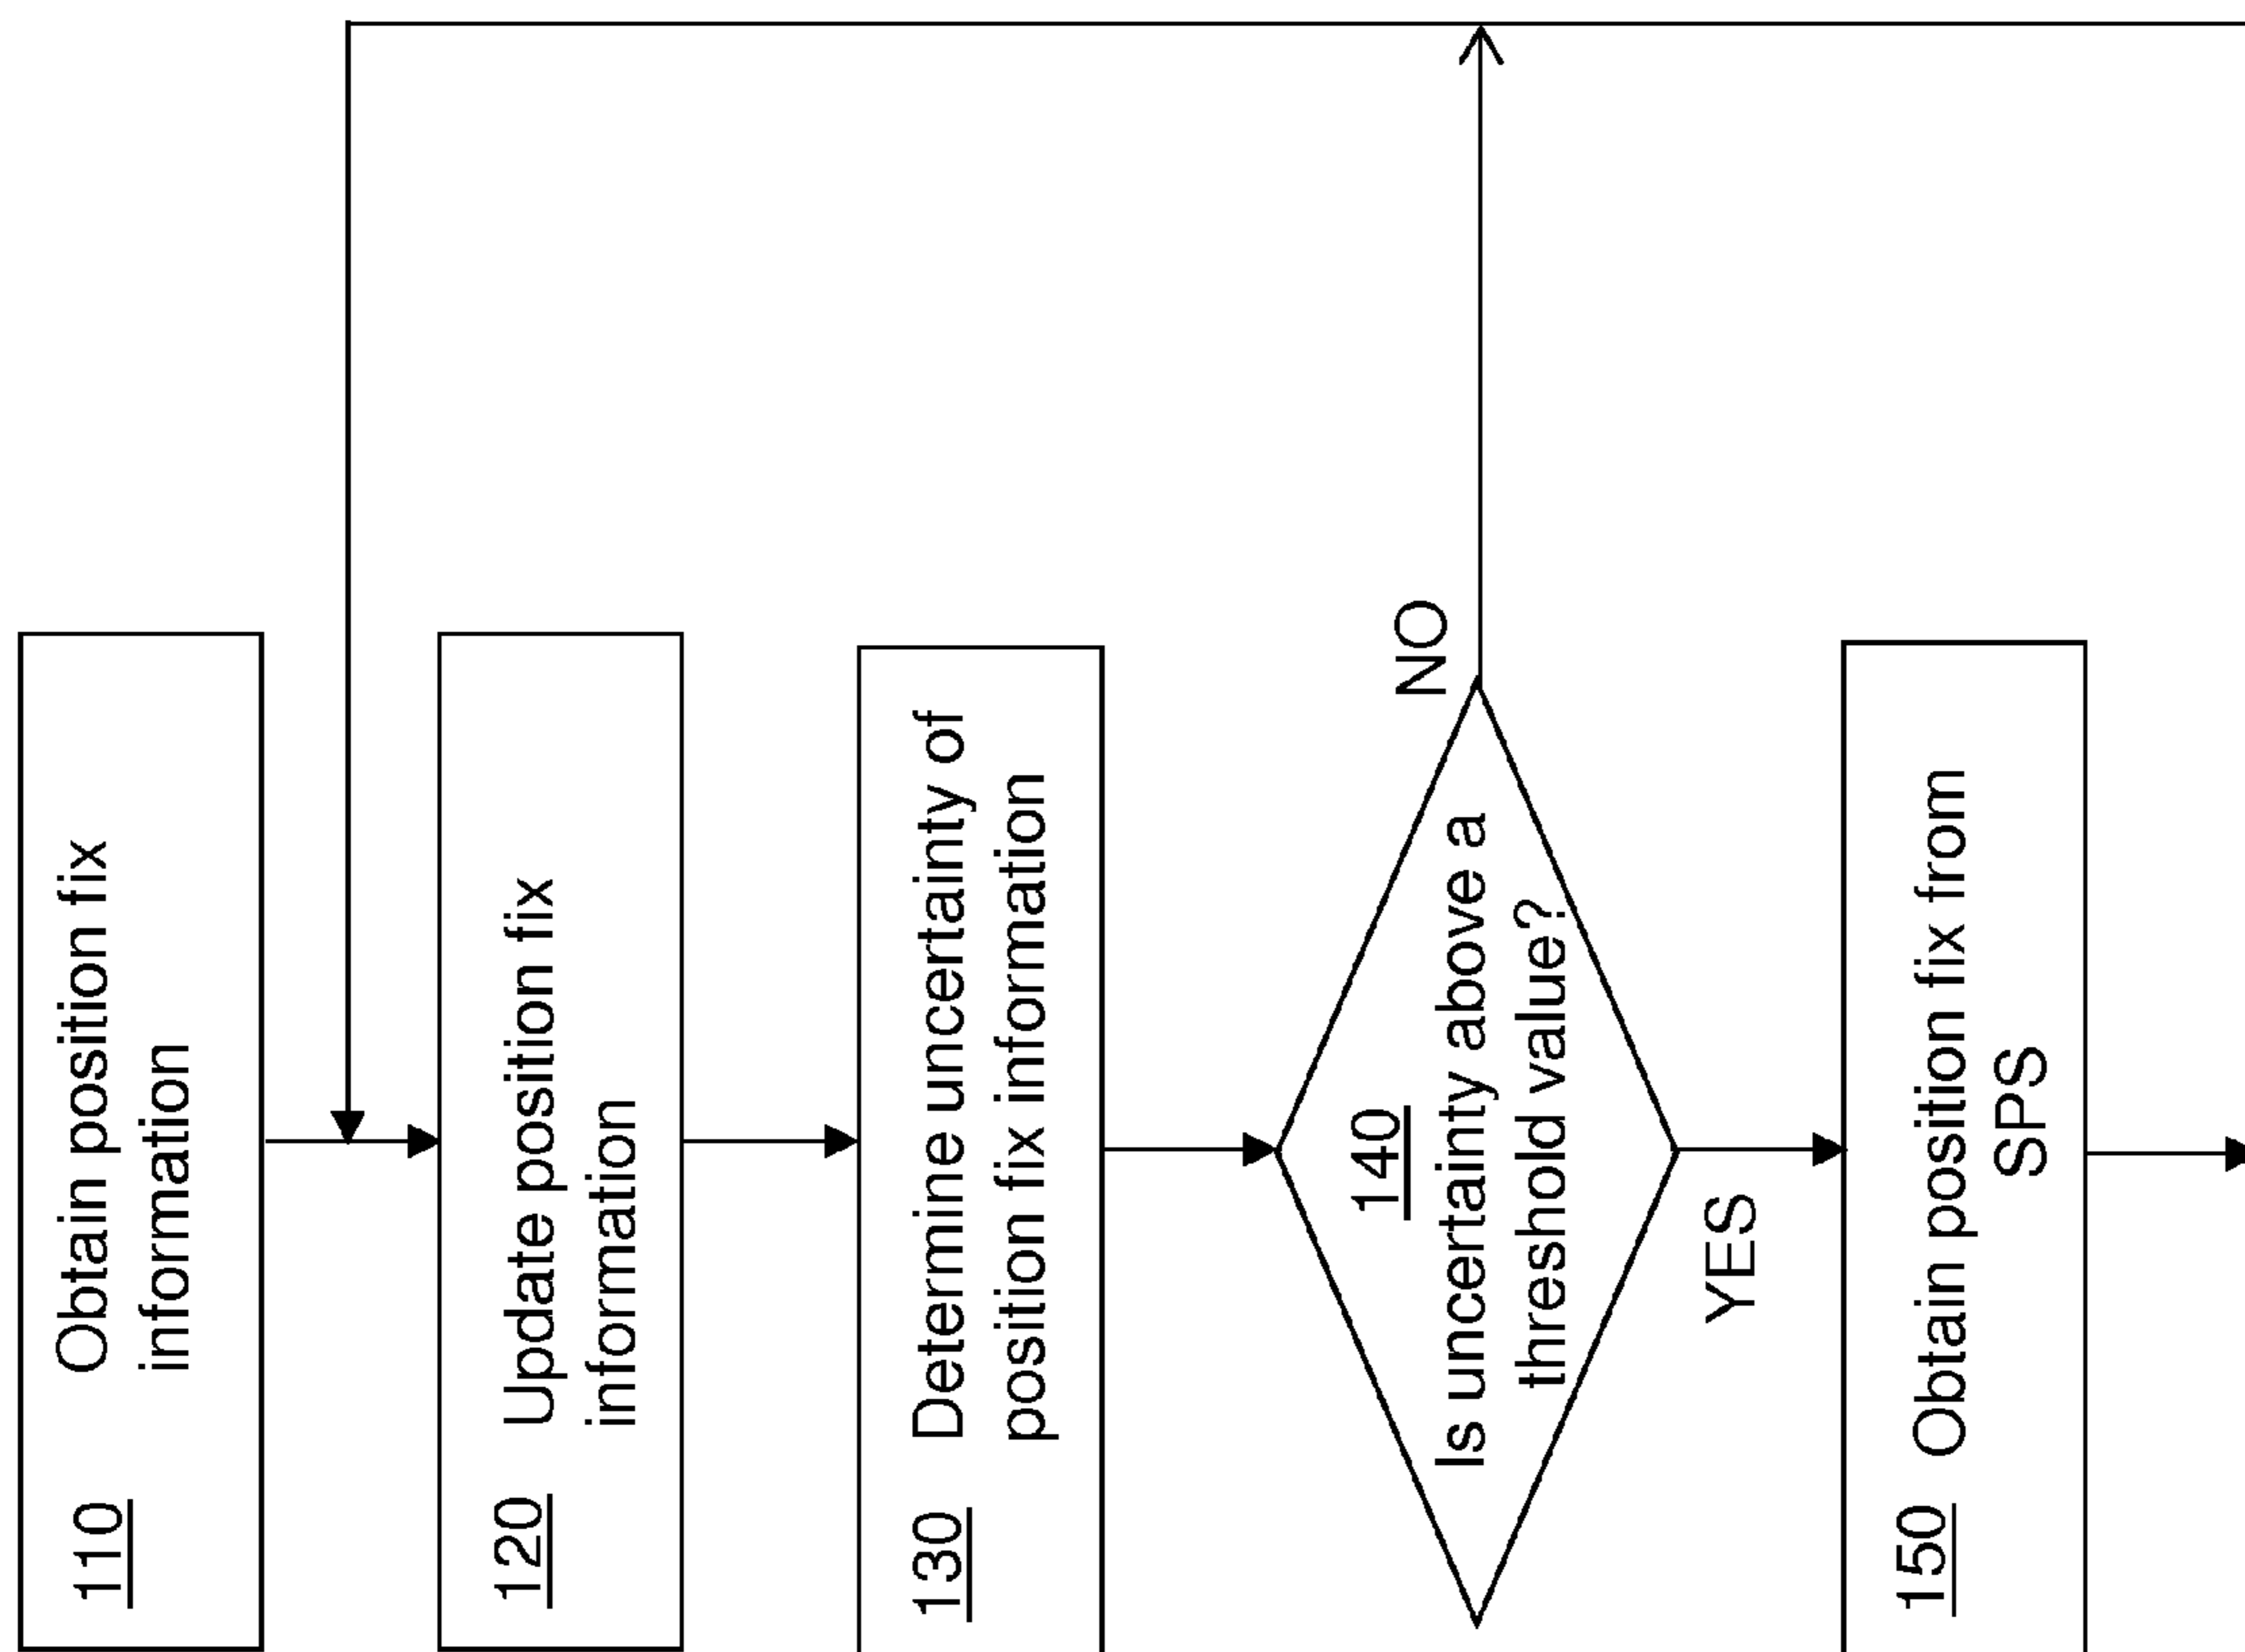 110 Obtain position fix
information
120 Update position fix
information
130 Determine uncertainty of
position fix information
140
Is uncertainty above a
threshold value?
NO
YES
150 Obtain position fix from
SPS